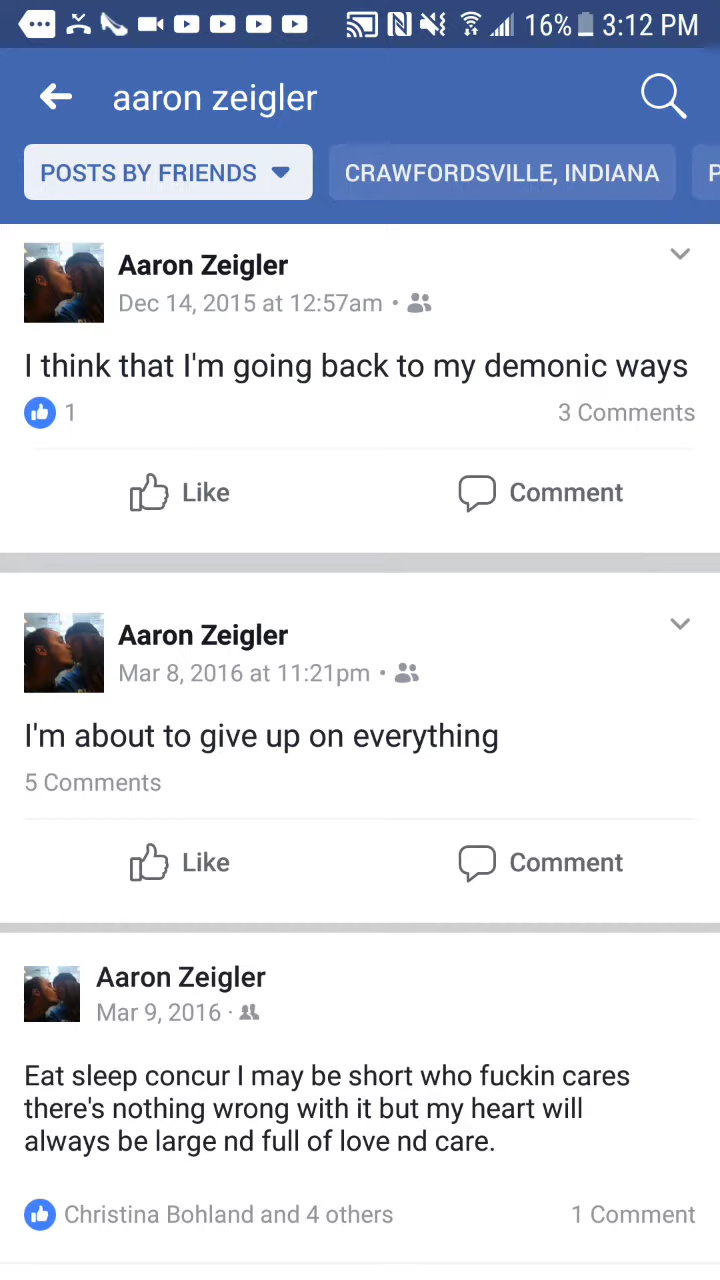 16% 3:12 PM
aaron zeigler
POSTS BY FRIENDS CRAWFORDSVILLE, INDIANA P
Aaron Zeigler
Dec 14, 2015 at 12:57am •
I think that I'm going back to my demonic ways
1 3 Comments
Like Comment
Aaron Zeigler
Mar 8, 2016 at 11:21pm •
I'm about to give up on everything
5 Comments
Like Comment
Aaron Zeigler
Mar 9, 2016 ·
Eat sleep concur I may be short who fuckin cares
there's nothing wrong with it but my heart will
always be large nd full of love nd care.
Christina Bohland and 4 others 1 Comment